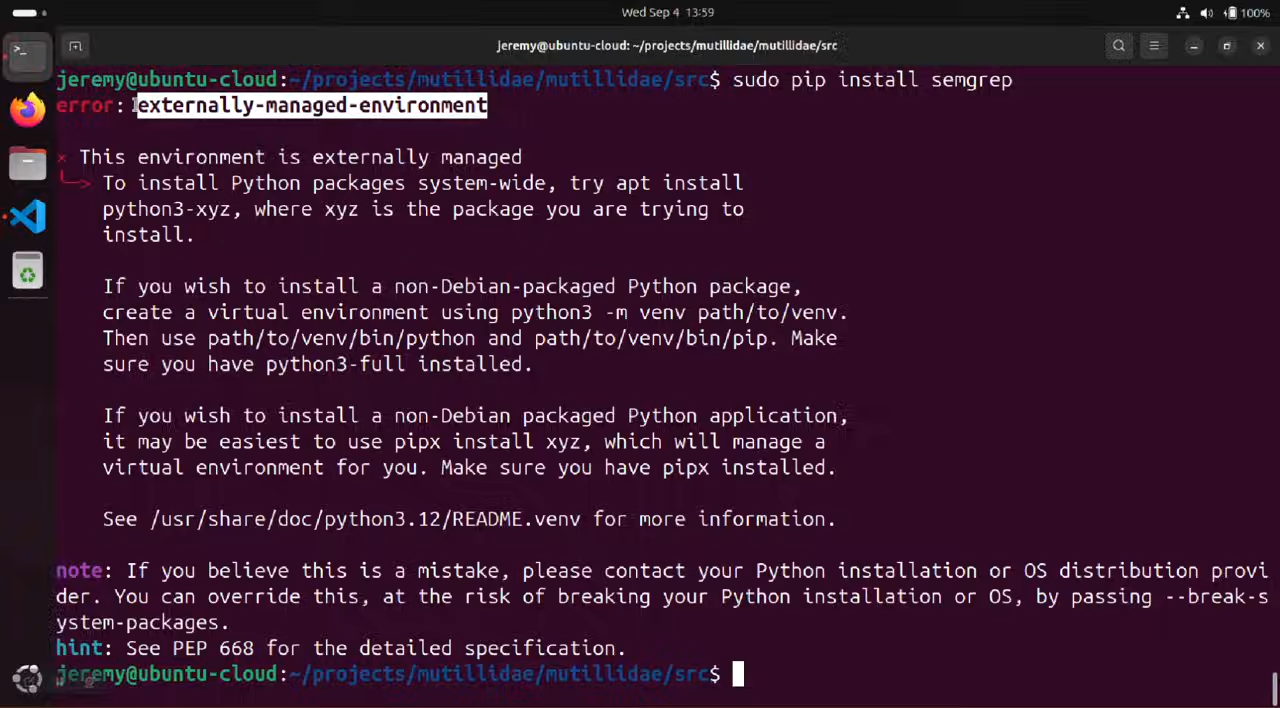 Wed Sep 4 13:59
100%
jeremy@ubuntu-cloud: ~/projects/mutillidae/mutillidae/src
jeremy@ubuntu-cloud:~/projects/mutillidae/mutillidae/src$ sudo pip install semgrep
error: externally-managed-environment
× This environment is externally managed
╰─> To install Python packages system-wide, try apt install
python3-xyz, where xyz is the package you are trying to
install.
If you wish to install a non-Debian-packaged Python package,
create a virtual environment using python3 -m venv path/to/venv.
Then use path/to/venv/bin/python and path/to/venv/bin/pip. Make
sure you have python3-full installed.
If you wish to install a non-Debian packaged Python application,
it may be easiest to use pipx install xyz, which will manage a
virtual environment for you. Make sure you have pipx installed.
See /usr/share/doc/python3.12/README.venv for more information.
note: If you believe this is a mistake, please contact your Python installation or OS distribution provi
der. You can override this, at the risk of breaking your Python installation or OS, by passing --break-s
ystem-packages.
hint: See PEP 668 for the detailed specification.
jeremy@ubuntu-cloud:~/projects/mutillidae/mutillidae/src$